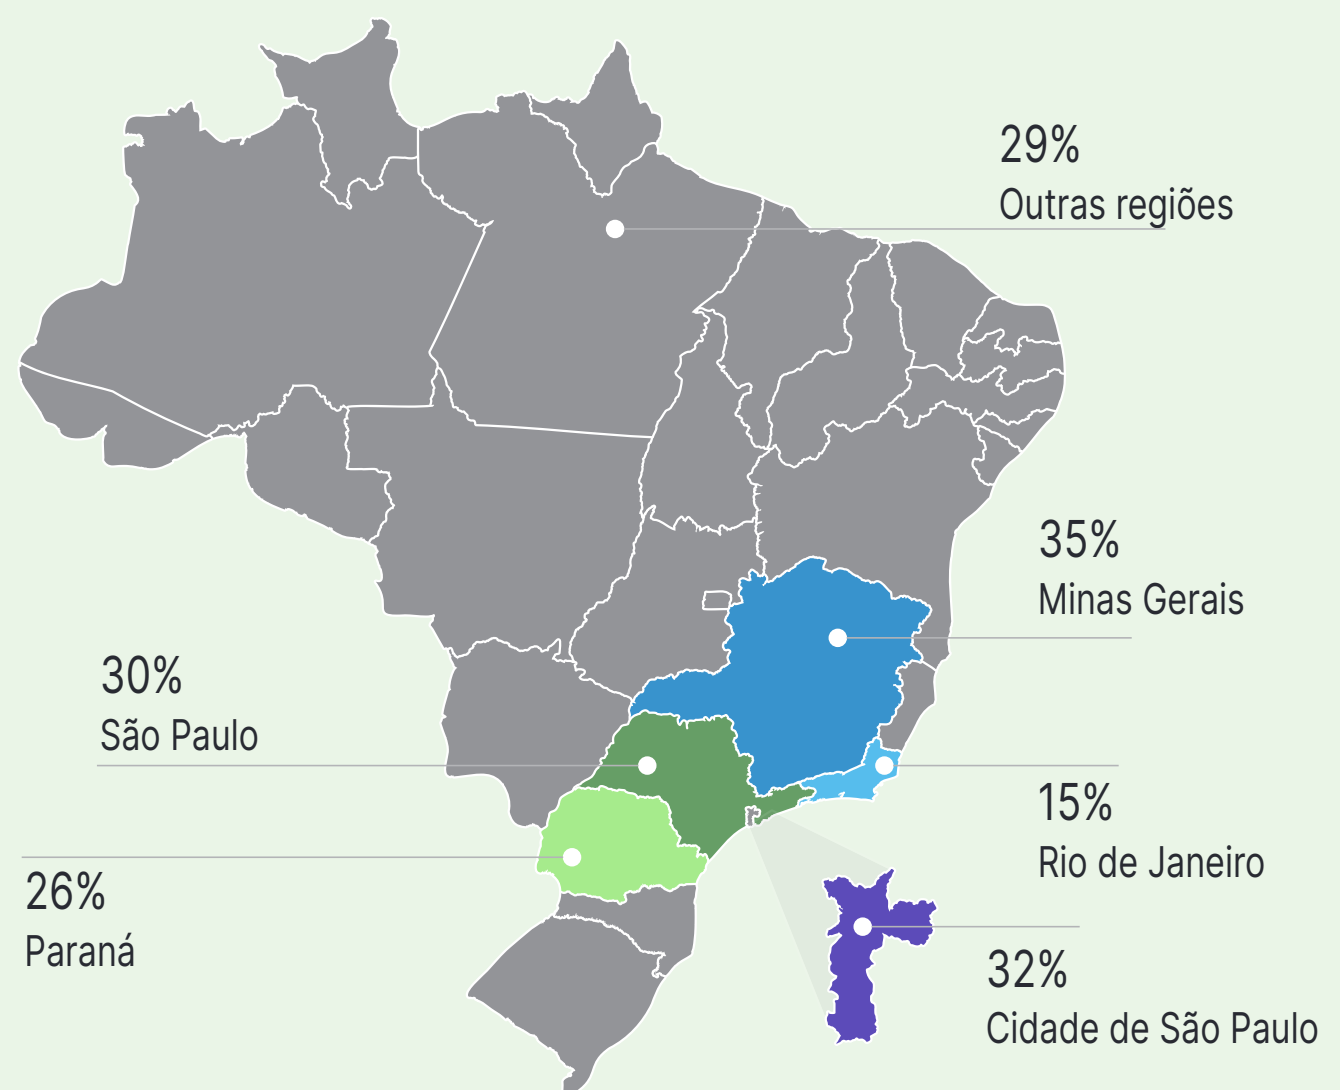 29%
Outras regiões
35%
Minas Gerais
30%
São Paulo
15%
Rio de Janeiro
26%
Paraná
32%
Cidade de São Paulo